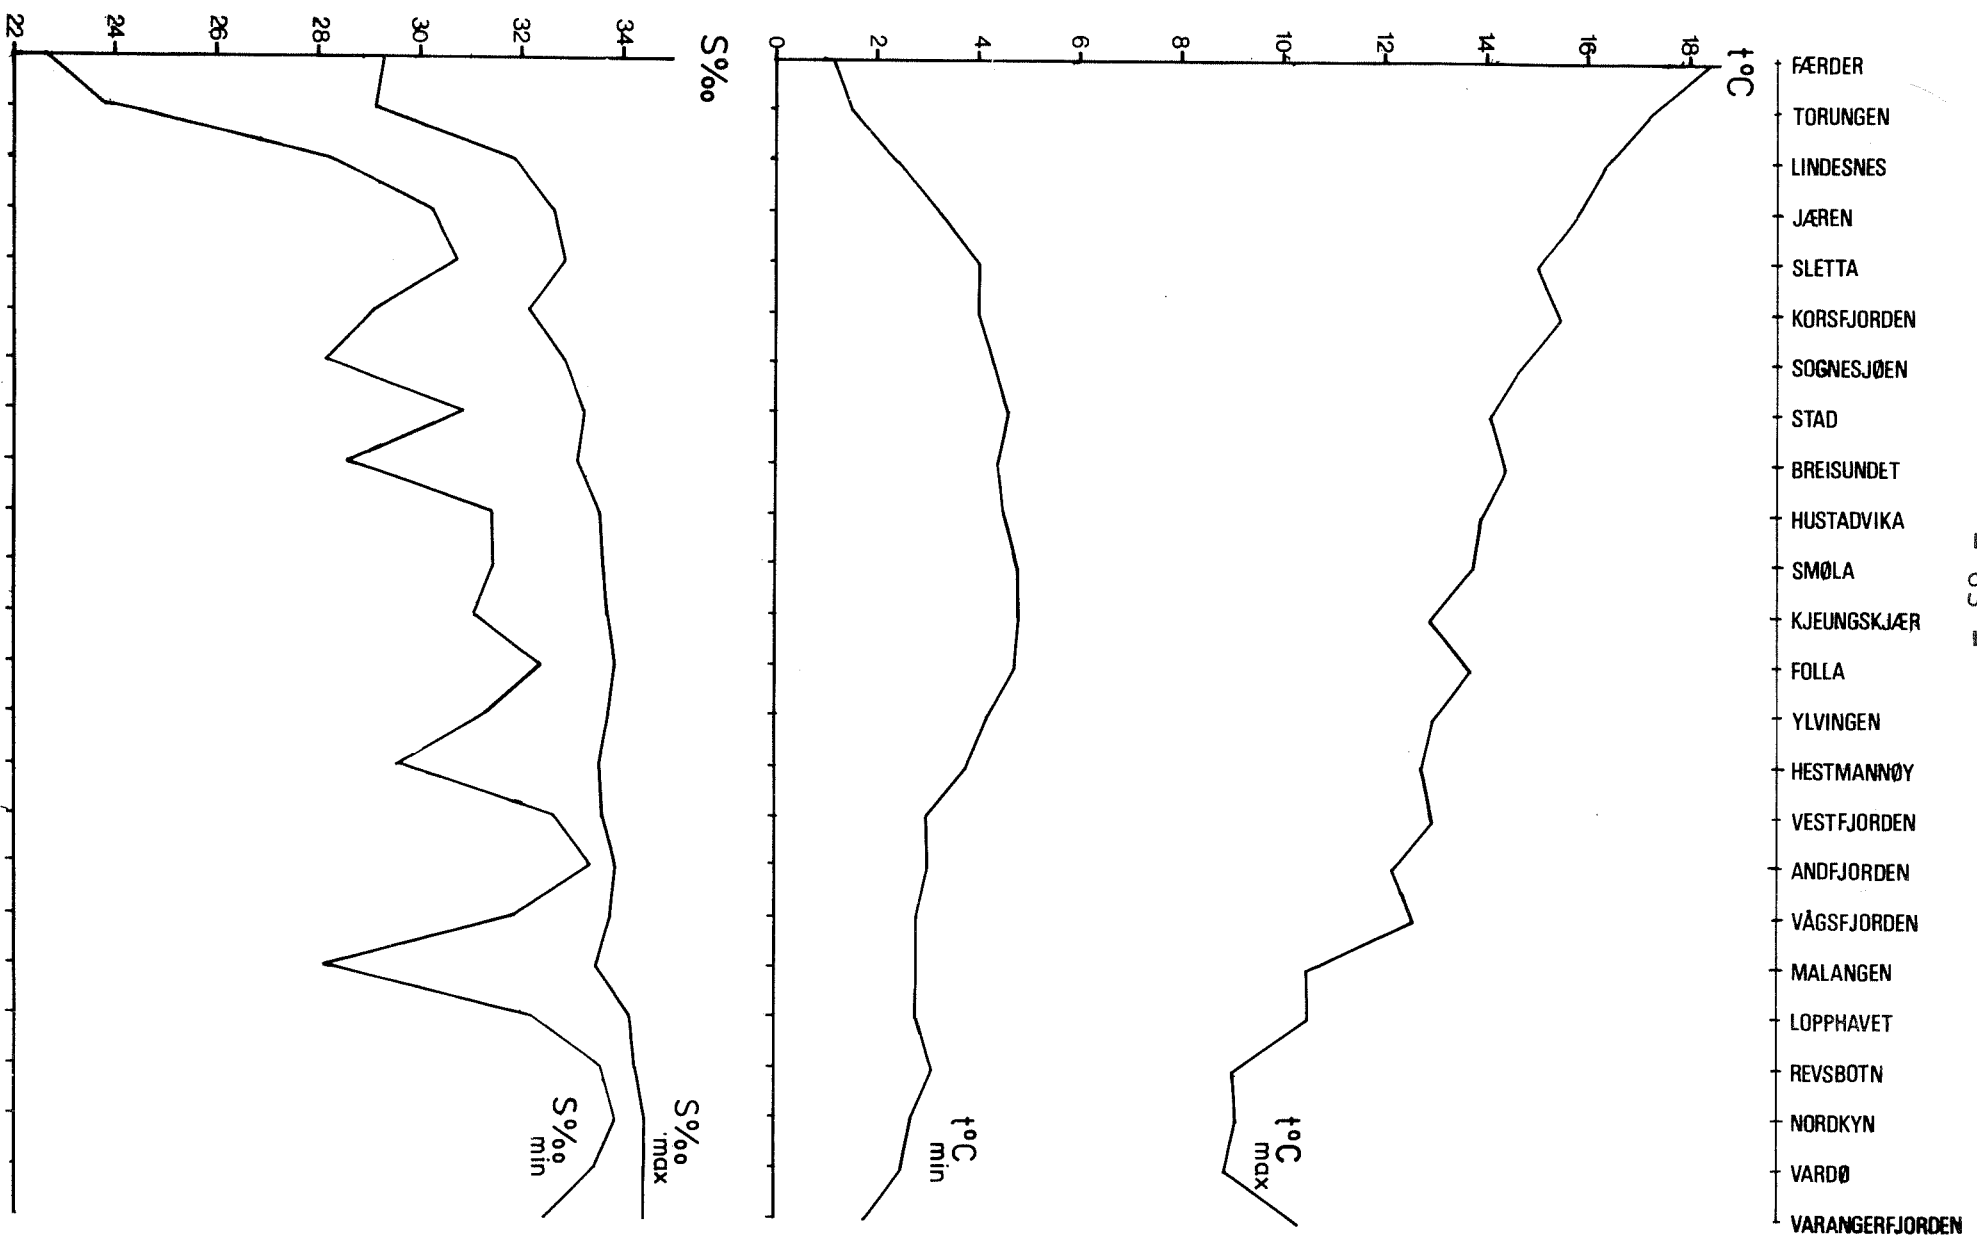 22 24 26 28 30 32 34
S‰
0 2 4 6 8 10 12 14 16 18
t°C
FÆRDER
TORUNGEN
LINDESNES
JÆREN
SLETTA
KORSFJORDEN
SOGNESJØEN
STAD
BREISUNDET
HUSTADVIKA
SMØLA
KJEUNGSKJÆR
FOLLA
YLVINGEN
HESTMANNØY
VESTFJORDEN
ANDFJORDEN
VÅGSFJORDEN
MALANGEN
LOPPHAVET
REVSBOTN
NORDKYN
VARDØ
VARANGERFJORDEN
S‰ max
S‰ min
t°C min
t°C max